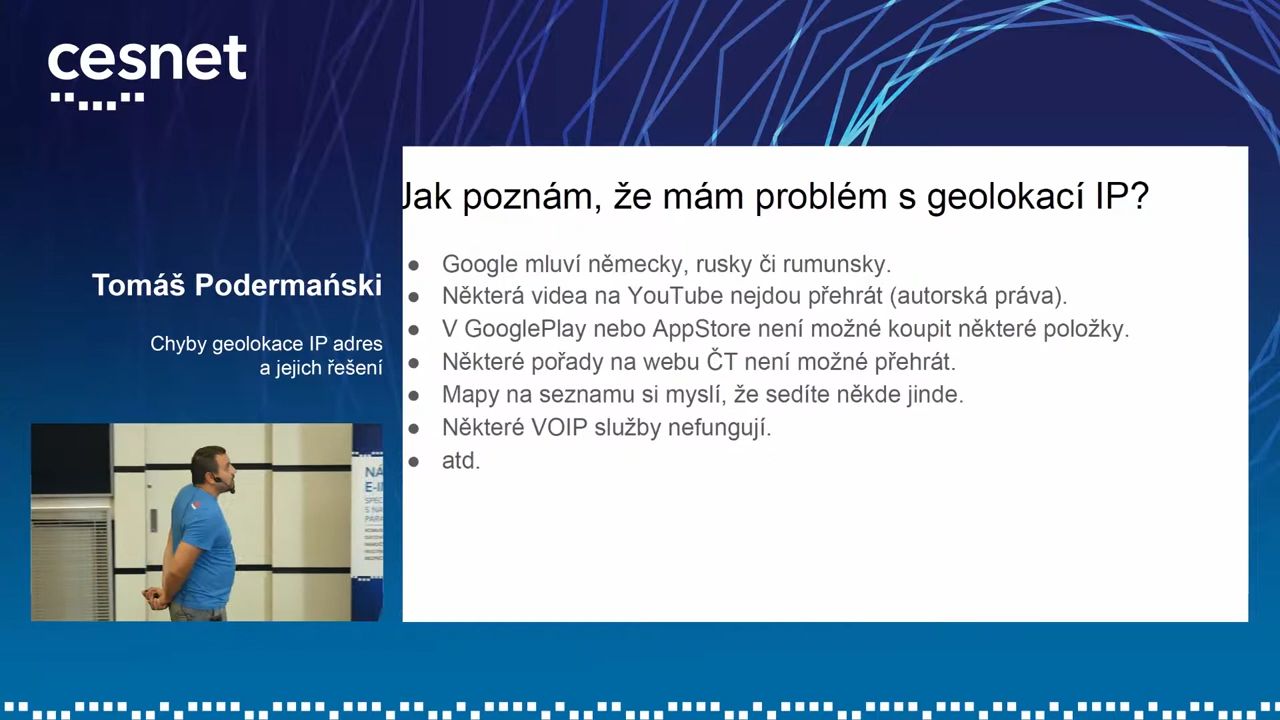 cesnet
Jak poznám, že mám problém s geolokací IP?
Tomáš Podermański
Chyby geolokace IP adres
a jejich řešení
● Google mluví německy, rusky či rumunsky.
● Některá videa na YouTube nejdou přehrát (autorská práva).
● V GooglePlay nebo AppStore není možné koupit některé položky.
● Některé pořady na webu ČT není možné přehrát.
● Mapy na seznamu si myslí, že sedíte někde jinde.
● Některé VOIP služby nefungují.
● atd.
NÁ
E-I